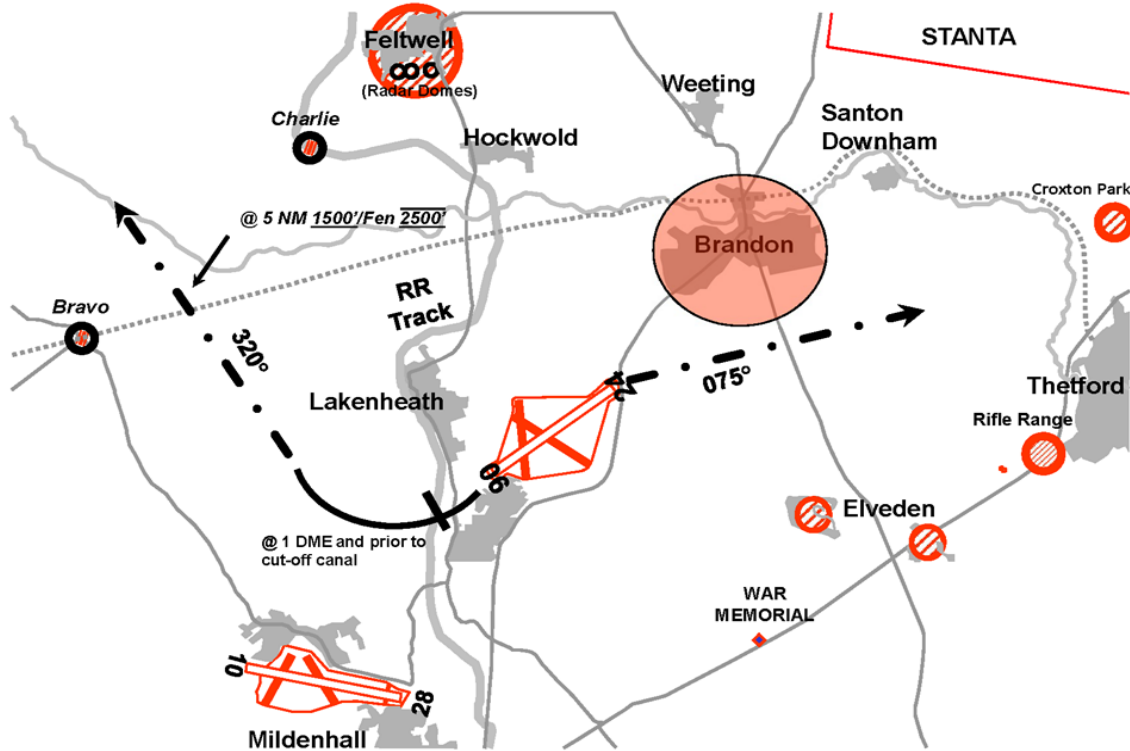 STANTA
Feltwell
(Radar Domes)
Weeting
Charlie
Santon
Downham
Hockwold
Croxton Park
@ 5 NM 1500'/Fen 2500'
Brandon
RR
Track
Bravo
320°
075°
24
Thetford
Lakenheath
Rifle Range
06
Elveden
@ 1 DME and prior to
cut-off canal
WAR
MEMORIAL
10
28
Mildenhall